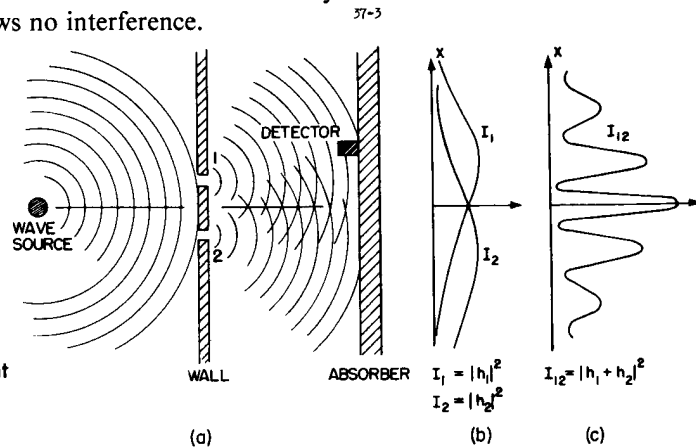 37-3
ws no interference.
x
x
DETECTOR
I₁
I₁₂
1
WAVE
SOURCE
2
I₂
t
WALL
ABSORBER
I₁ = |h₁|²
I₁₂ = |h₁ + h₂|²
I₂ = |h₂|²
(a)
(b)
(c)